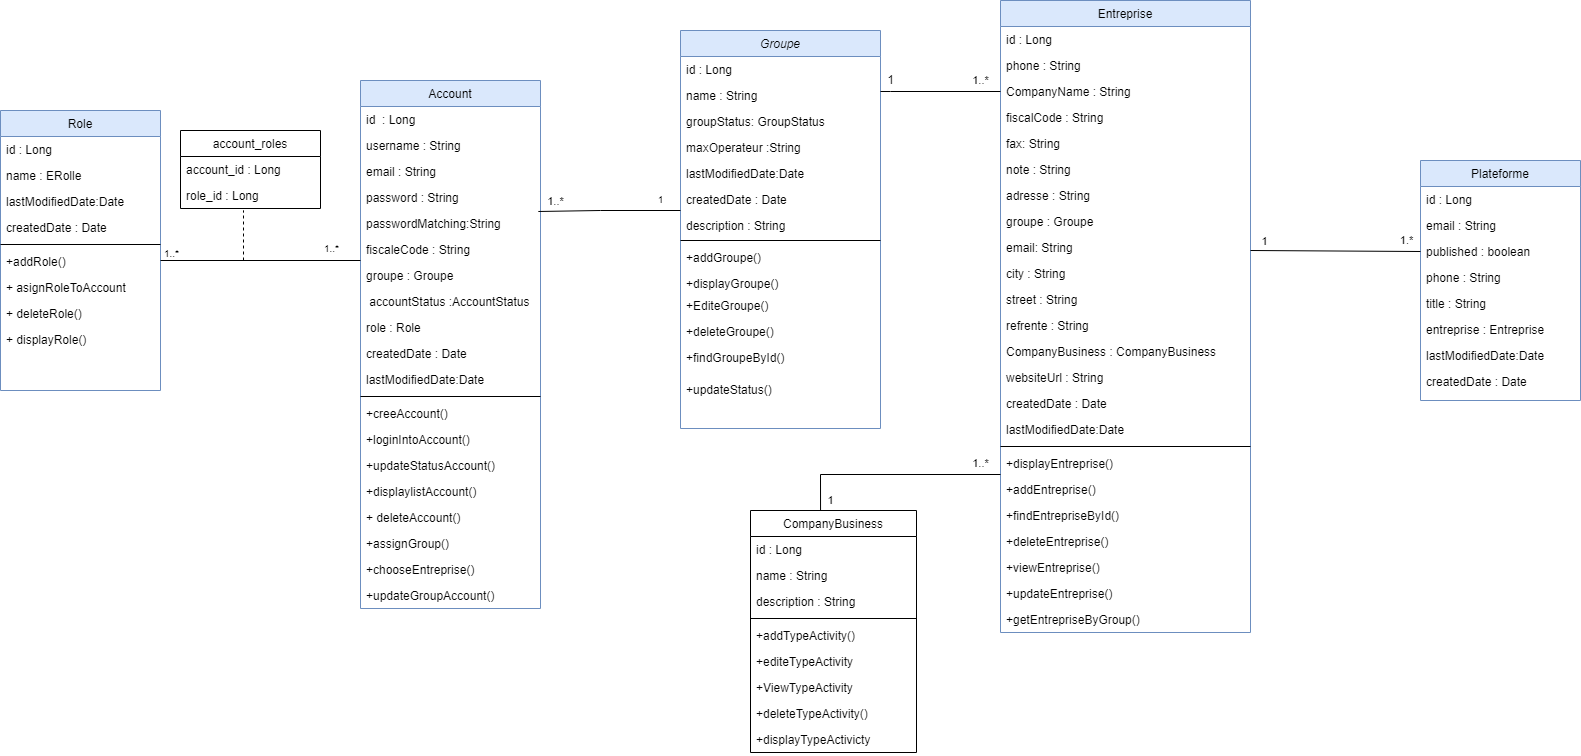 Role
id : Long
name : ERolle
lastModifiedDate:Date
createdDate : Date
+addRole()
+ asignRoleToAccount
+ deleteRole()
+ displayRole()
account_roles
account_id : Long
role_id : Long
1..*
1..*
Account
id  : Long
username : String
email : String
password : String
passwordMatching:String
fiscaleCode : String
groupe : Groupe
accountStatus :AccountStatus
role : Role
createdDate : Date
lastModifiedDate:Date
+creeAccount()
+loginIntoAccount()
+updateStatusAccount()
+displaylistAccount()
+ deleteAccount()
+assignGroup()
+chooseEntreprise()
+updateGroupAccount()
1..*
1
Groupe
id : Long
name : String
groupStatus: GroupStatus
maxOperateur :String
lastModifiedDate:Date
createdDate : Date
description : String
+addGroupe()
+displayGroupe()
+EditeGroupe()
+deleteGroupe()
+findGroupeById()
+updateStatus()
1
1..*
Entreprise
id : Long
phone : String
CompanyName : String
fiscalCode : String
fax: String
note : String
adresse : String
groupe : Groupe
email: String
city : String
street : String
refrente : String
CompanyBusiness : CompanyBusiness
websiteUrl : String
createdDate : Date
lastModifiedDate:Date
+displayEntreprise()
+addEntreprise()
+findEntrepriseById()
+deleteEntreprise()
+viewEntreprise()
+updateEntreprise()
+getEntrepriseByGroup()
1..*
1
CompanyBusiness
id : Long
name : String
description : String
+addTypeActivity()
+editeTypeActivity
+ViewTypeActivity
+deleteTypeActivity()
+displayTypeActivicty
1
1.*
Plateforme
id : Long
email : String
published : boolean
phone : String
title : String
entreprise : Entreprise
lastModifiedDate:Date
createdDate : Date